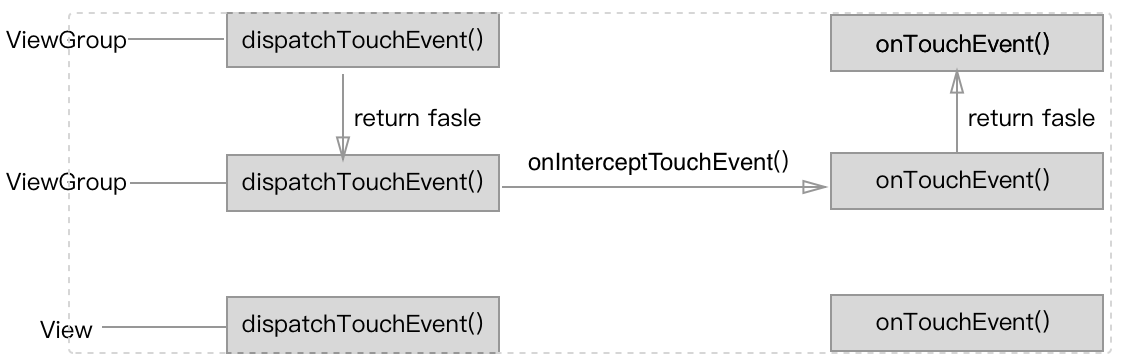 ViewGroup dispatchTouchEvent() onTouchEvent()
return fasle return fasle
onInterceptTouchEvent()
ViewGroup dispatchTouchEvent() onTouchEvent()
View dispatchTouchEvent() onTouchEvent()